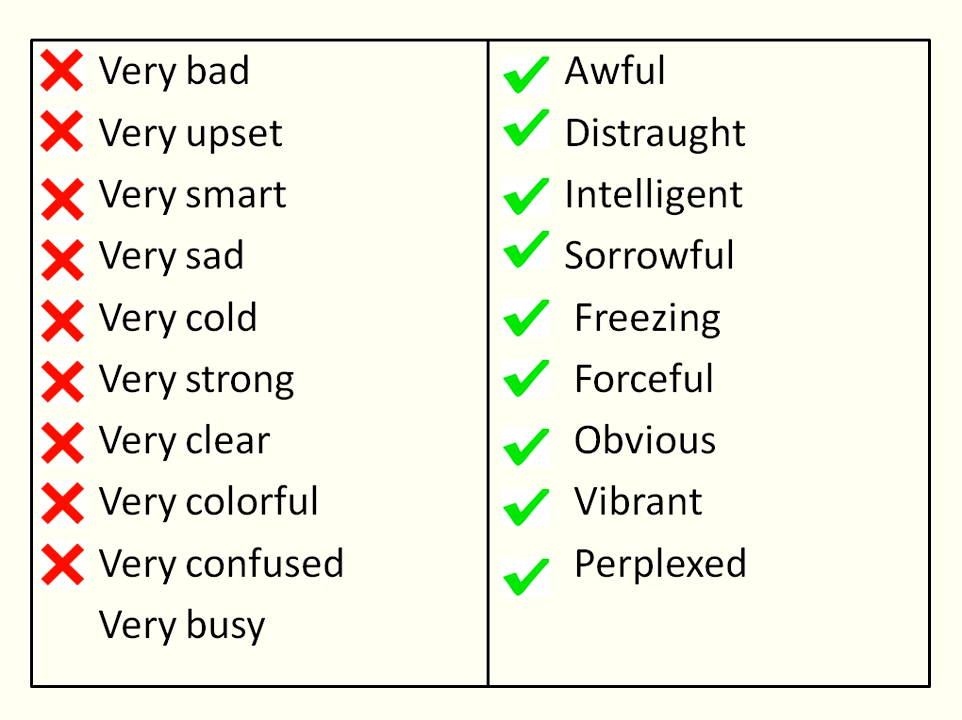 Very bad
Very upset
Very smart
Very sad
Very cold
Very strong
Very clear
Very colorful
Very confused
Very busy
Awful
Distraught
Intelligent
Sorrowful
Freezing
Forceful
Obvious
Vibrant
Perplexed